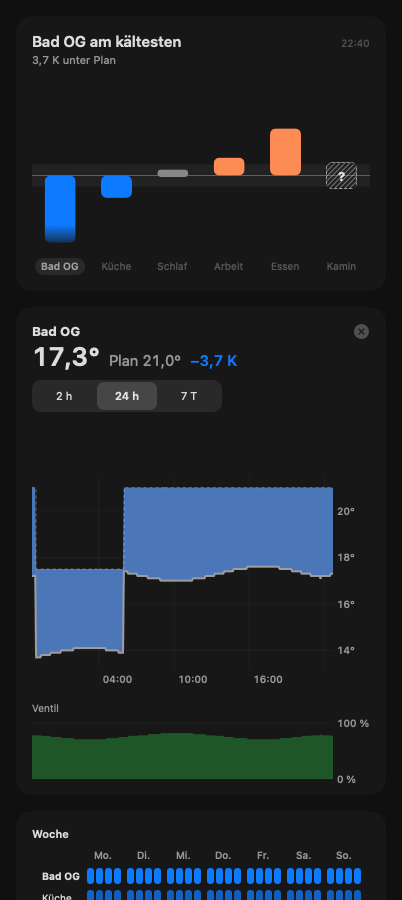 Bad OG am kältesten 22:40
3,7 K unter Plan
?
Bad OG Küche Schlaf Arbeit Essen Kamin
Bad OG
17,3° Plan 21,0° −3,7 K
2 h 24 h 7 T
20°
18°
16°
14°
04:00 10:00 16:00
Ventil
100 %
0 %
Woche
Mo. Di. Mi. Do. Fr. Sa. So.
Bad OG
Küche